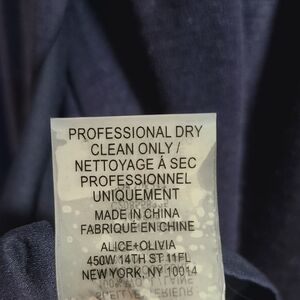 PROFESSIONAL DRY
CLEAN ONLY /
NETTOYAGE Á SEC
PROFESSIONNEL
UNIQUEMENT
MADE IN CHINA
FABRIQUÉ EN CHINE
ALICE+OLIVIA
450W 14TH ST 11FL
NEW YORK, NY 10014